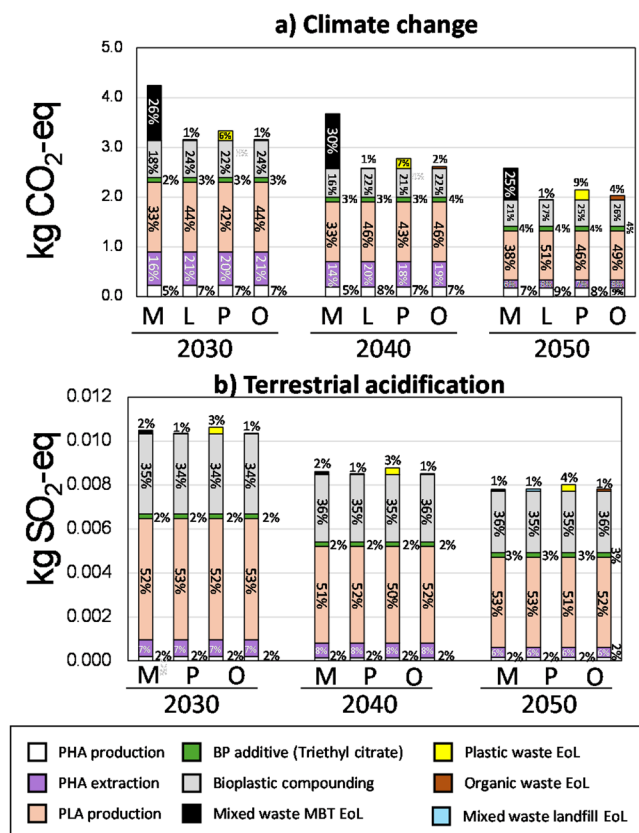 a) Climate change
kg CO₂-eq
5.0
4.0
3.0
2.0
1.0
0.0
26% 1% 6% 1%
18% 24% 22% 24%
2% 3% 3% 3%
33% 44% 42% 44%
16% 21% 20% 21%
5% 7% 7% 7%
M L P O
2030
30% 1% 7% 2%
16% 22% 21% 22%
3% 3% 3% 4%
33% 46% 43% 46%
14% 20% 18% 19%
5% 8% 7% 7%
M L P O
2040
25% 1% 9% 4%
21% 27% 25% 26%
4% 4% 4% 4%
38% 51% 46% 49%
7% 9% 8% 9%
M L P O
2050
b) Terrestrial acidification
kg SO₂-eq
0.012
0.010
0.008
0.006
0.004
0.002
0.000
2% 1% 3% 1%
35% 34% 34% 34%
2% 2% 2% 2%
52% 53% 52% 53%
7% 7% 7% 7%
2% 2% 2% 2%
M P O
2030
2% 1% 3% 1%
36% 35% 35% 36%
2% 2% 2% 2%
51% 52% 50% 52%
8% 8% 8% 8%
2% 2% 2% 2%
M P O
2040
1% 1% 4% 1%
36% 35% 35% 36%
3% 3% 3% 3%
53% 53% 51% 52%
6% 6% 6% 6%
2% 2% 2% 2%
M P O
2050
PHA production
BP additive (Triethyl citrate)
Plastic waste EoL
PHA extraction
Bioplastic compounding
Organic waste EoL
PLA production
Mixed waste MBT EoL
Mixed waste landfill EoL